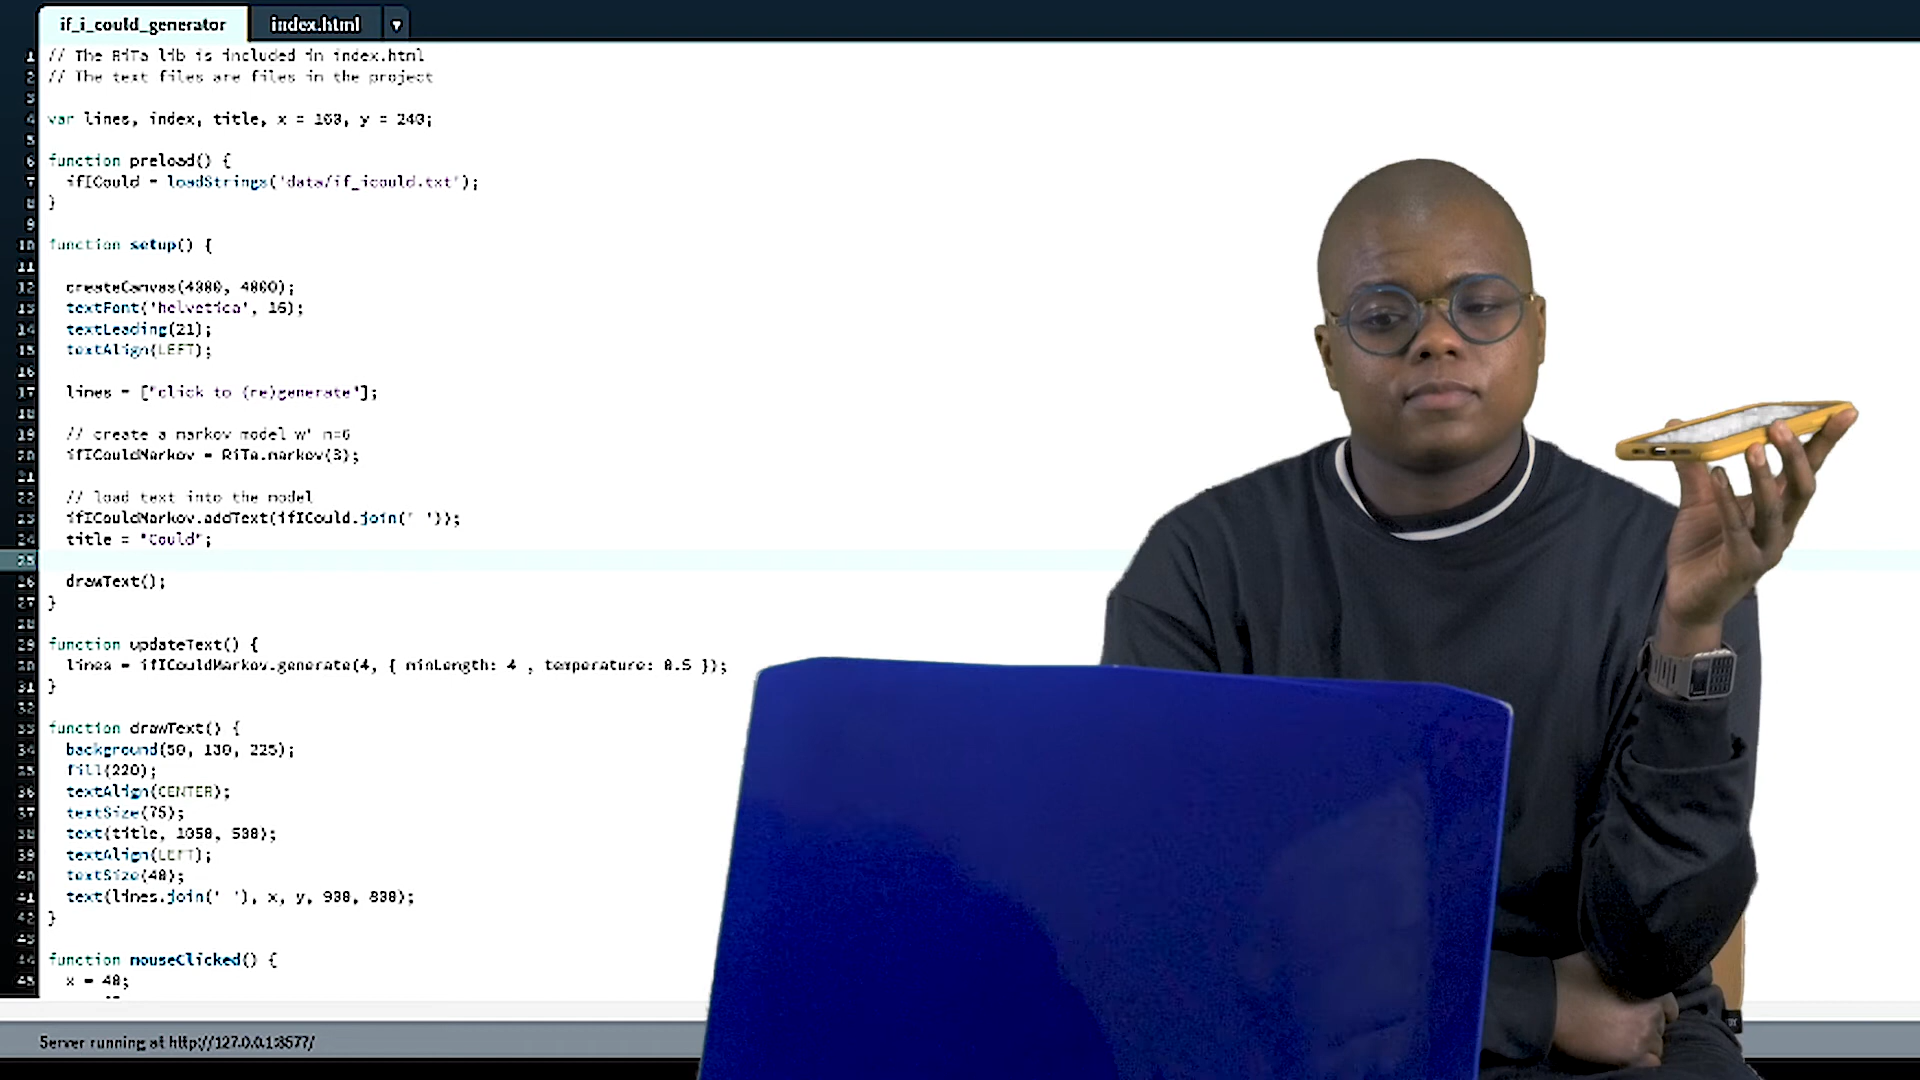 if_i_could_generator
index.html
1 // The RiTa lib is included in index.html
2 // The text files are files in the project
3
4 var lines, index, title, x = 160, y = 240;
5
6 function preload() {
7 ifICould = loadStrings('data/if_icould.txt');
8 }
9
10 function setup() {
11
12 createCanvas(4000, 4000);
13 textFont('helvetica', 16);
14 textLeading(21);
15 textAlign(LEFT);
16
17 lines = ["click to (re)generate"];
18
19 // create a markov model w' n=6
20 ifICouldMarkov = RiTa.markov(3);
21
22 // load text into the model
23 ifICouldMarkov.addText(ifICould.join(' '));
24 title = "Could";
25
26 drawText();
27 }
28
29 function updateText() {
30 lines = ifICouldMarkov.generate(4, { minLength: 4 , temperature: 0.5 });
31 }
32
33 function drawText() {
34 background(50, 130, 225);
35 fill(220);
36 textAlign(CENTER);
37 textSize(75);
38 text(title, 1050, 530);
39 textAlign(LEFT);
40 textSize(40);
41 text(lines.join(' '), x, y, 930, 830);
42 }
43
44 function mouseClicked() {
45 x = 40;
Server running at http://127.0.0.1:8577/